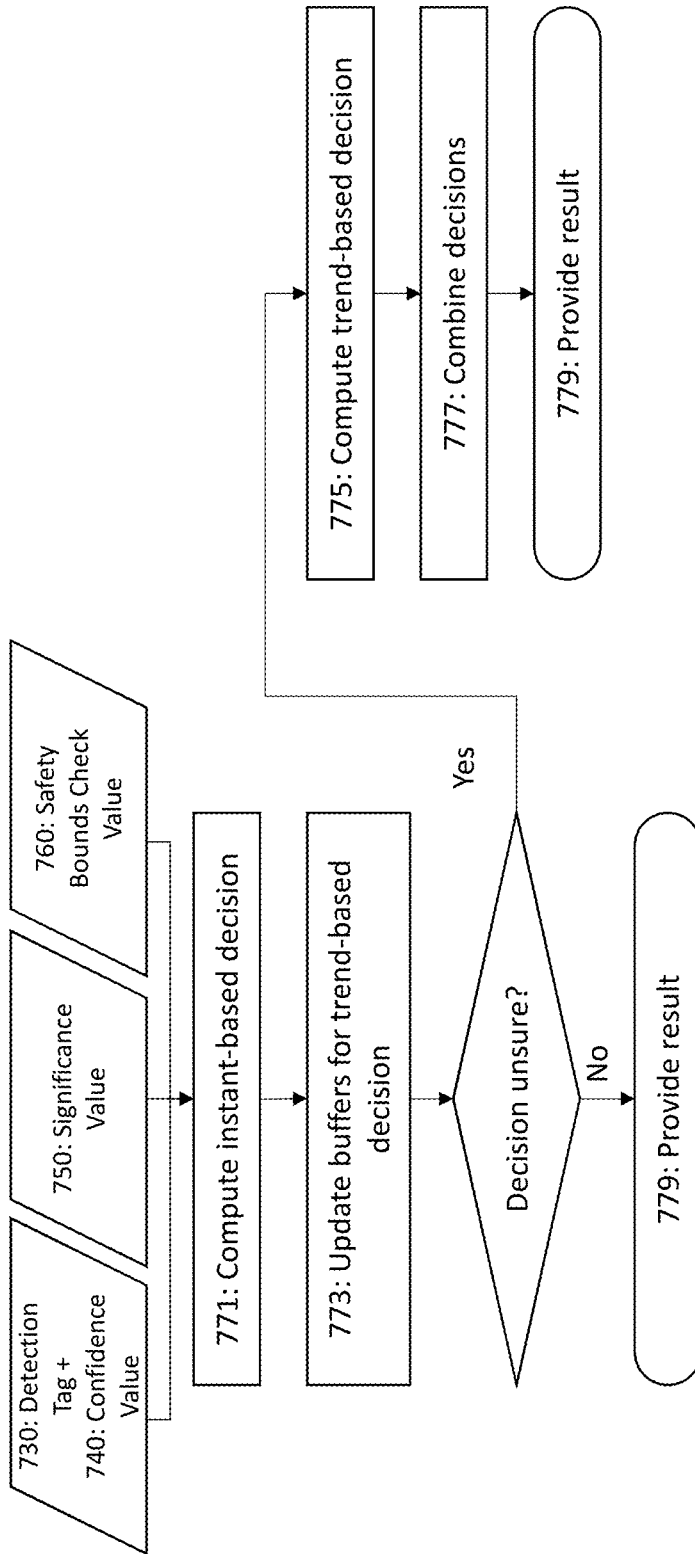 730: Detection
Tag +
740: Confidence
Value
750: Significance
Value
760: Safety
Bounds Check
Value
771: Compute instant-based decision
773: Update buffers for trend-based
decision
Decision unsure?
Yes
No
779: Provide result
775: Compute trend-based decision
777: Combine decisions
779: Provide result